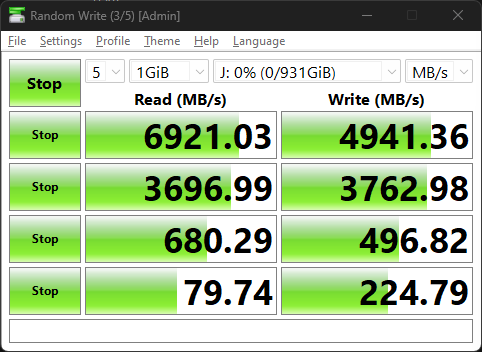 Random Write (3/5) [Admin]
File Settings Profile Theme Help Language
Stop 5 1GiB J: 0% (0/931GiB) MB/s
Read (MB/s) Write (MB/s)
Stop 6921.03 4941.36
Stop 3696.99 3762.98
Stop 680.29 496.82
Stop 79.74 224.79